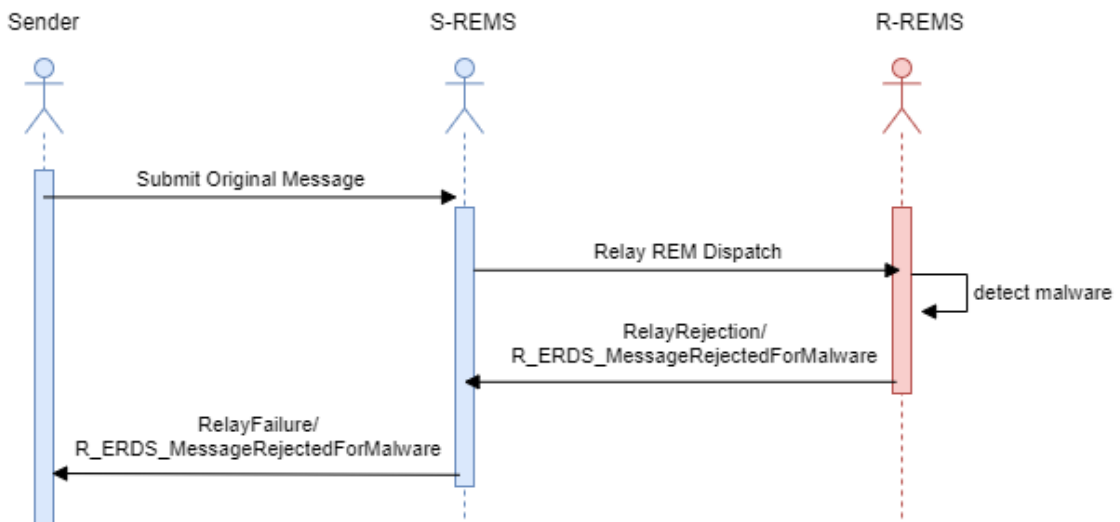 Sender
S-REMS
R-REMS
Submit Original Message
Relay REM Dispatch
detect malware
RelayRejection/
R_ERDS_MessageRejectedForMalware
RelayFailure/
R_ERDS_MessageRejectedForMalware